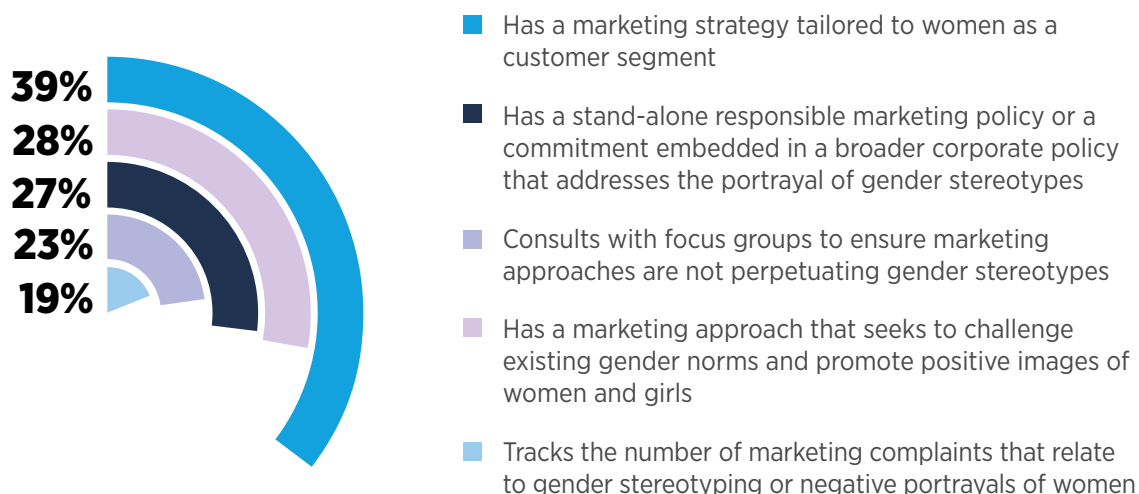 39%
28%
27%
23%
19%
Has a marketing strategy tailored to women as a
customer segment
Has a stand-alone responsible marketing policy or a
commitment embedded in a broader corporate policy
that addresses the portrayal of gender stereotypes
Consults with focus groups to ensure marketing
approaches are not perpetuating gender stereotypes
Has a marketing approach that seeks to challenge
existing gender norms and promote positive images of
women and girls
Tracks the number of marketing complaints that relate
to gender stereotyping or negative portrayals of women